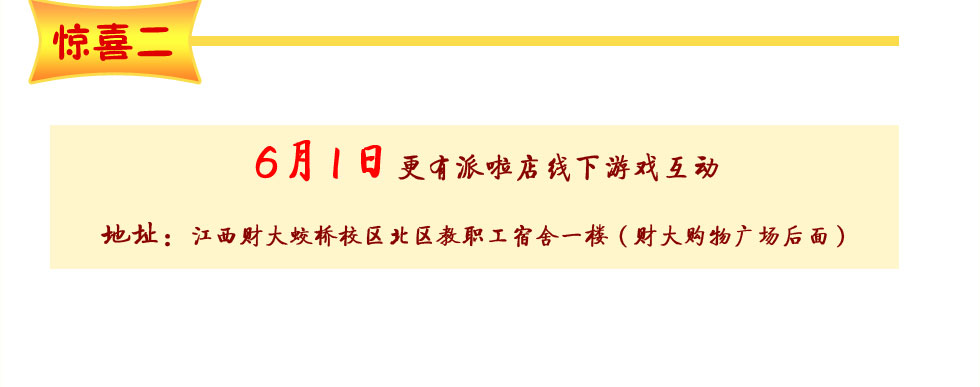 惊喜二
6月1日 更有派啦店线下游戏互动
地址：江西财大蛟桥校区北区教职工宿舍一楼（财大购物广场后面）